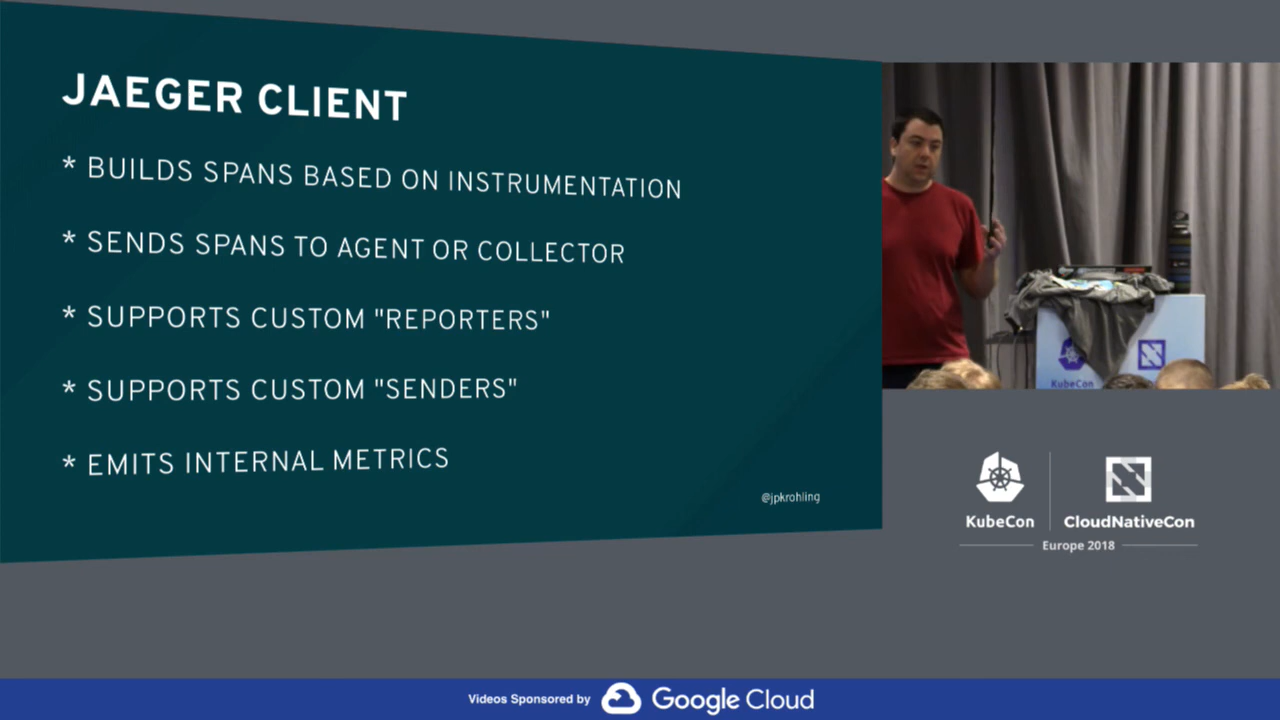 JAEGER CLIENT
* BUILDS SPANS BASED ON INSTRUMENTATION
* SENDS SPANS TO AGENT OR COLLECTOR
* SUPPORTS CUSTOM "REPORTERS"
* SUPPORTS CUSTOM "SENDERS"
* EMITS INTERNAL METRICS
@jpkrohling
KubeCon
KubeCon
CloudNativeCon
Europe 2018
Videos Sponsored by Google Cloud